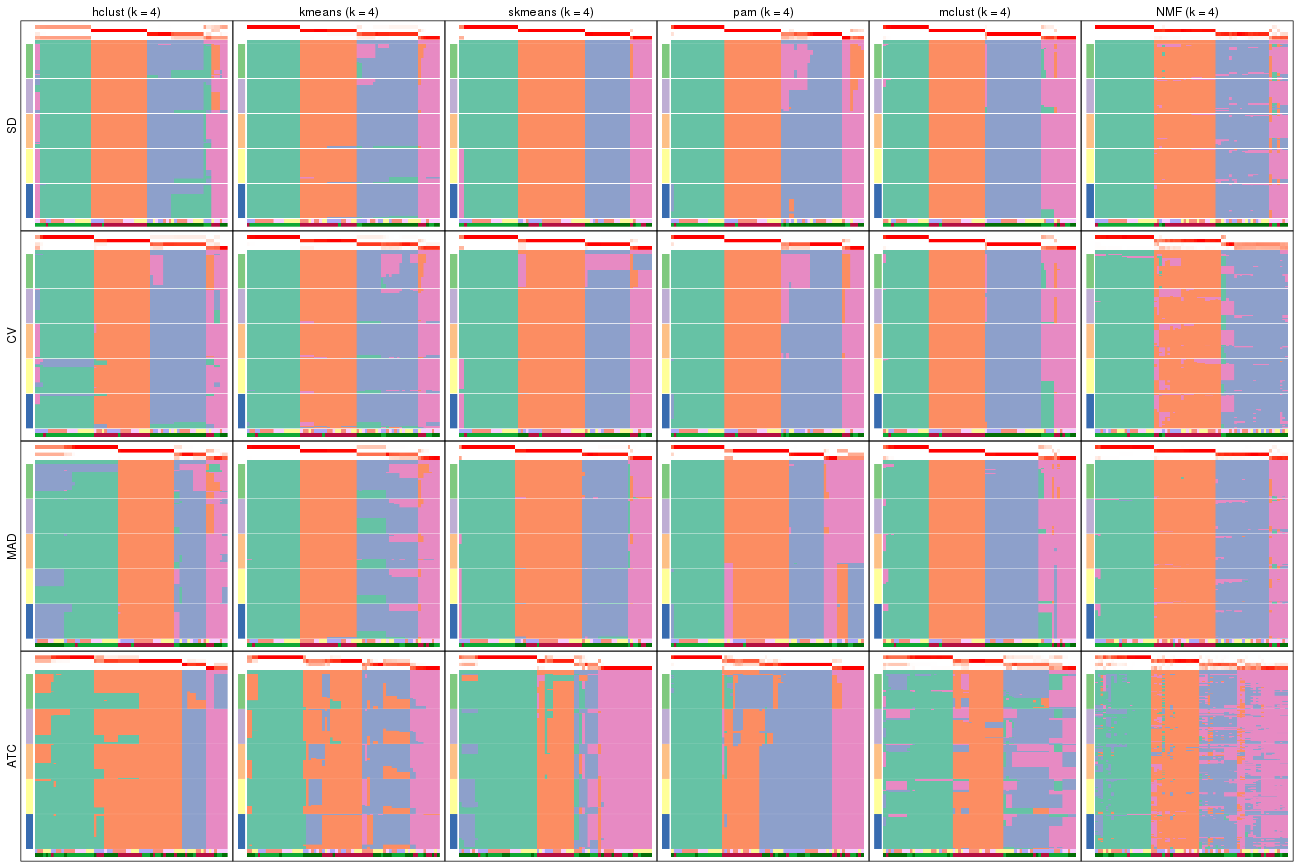 hclust (k = 4) kmeans (k = 4) skmeans (k = 4) pam (k = 4) mclust (k = 4) NMF (k = 4)
SD
CV
MAD
ATC